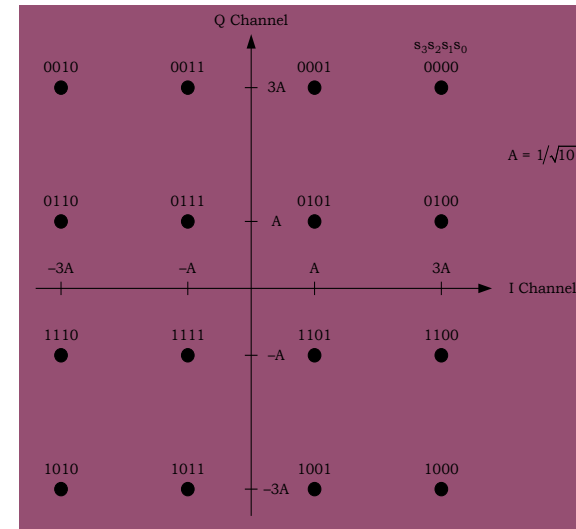 Q Channel
s₃s₂s₁s₀
0010 0011 0001 0000
3A
A = 1/√10
0110 0111 0101 0100
A
–3A –A A 3A
I Channel
1110 1111 1101 1100
–A
1010 1011 1001 1000
–3A